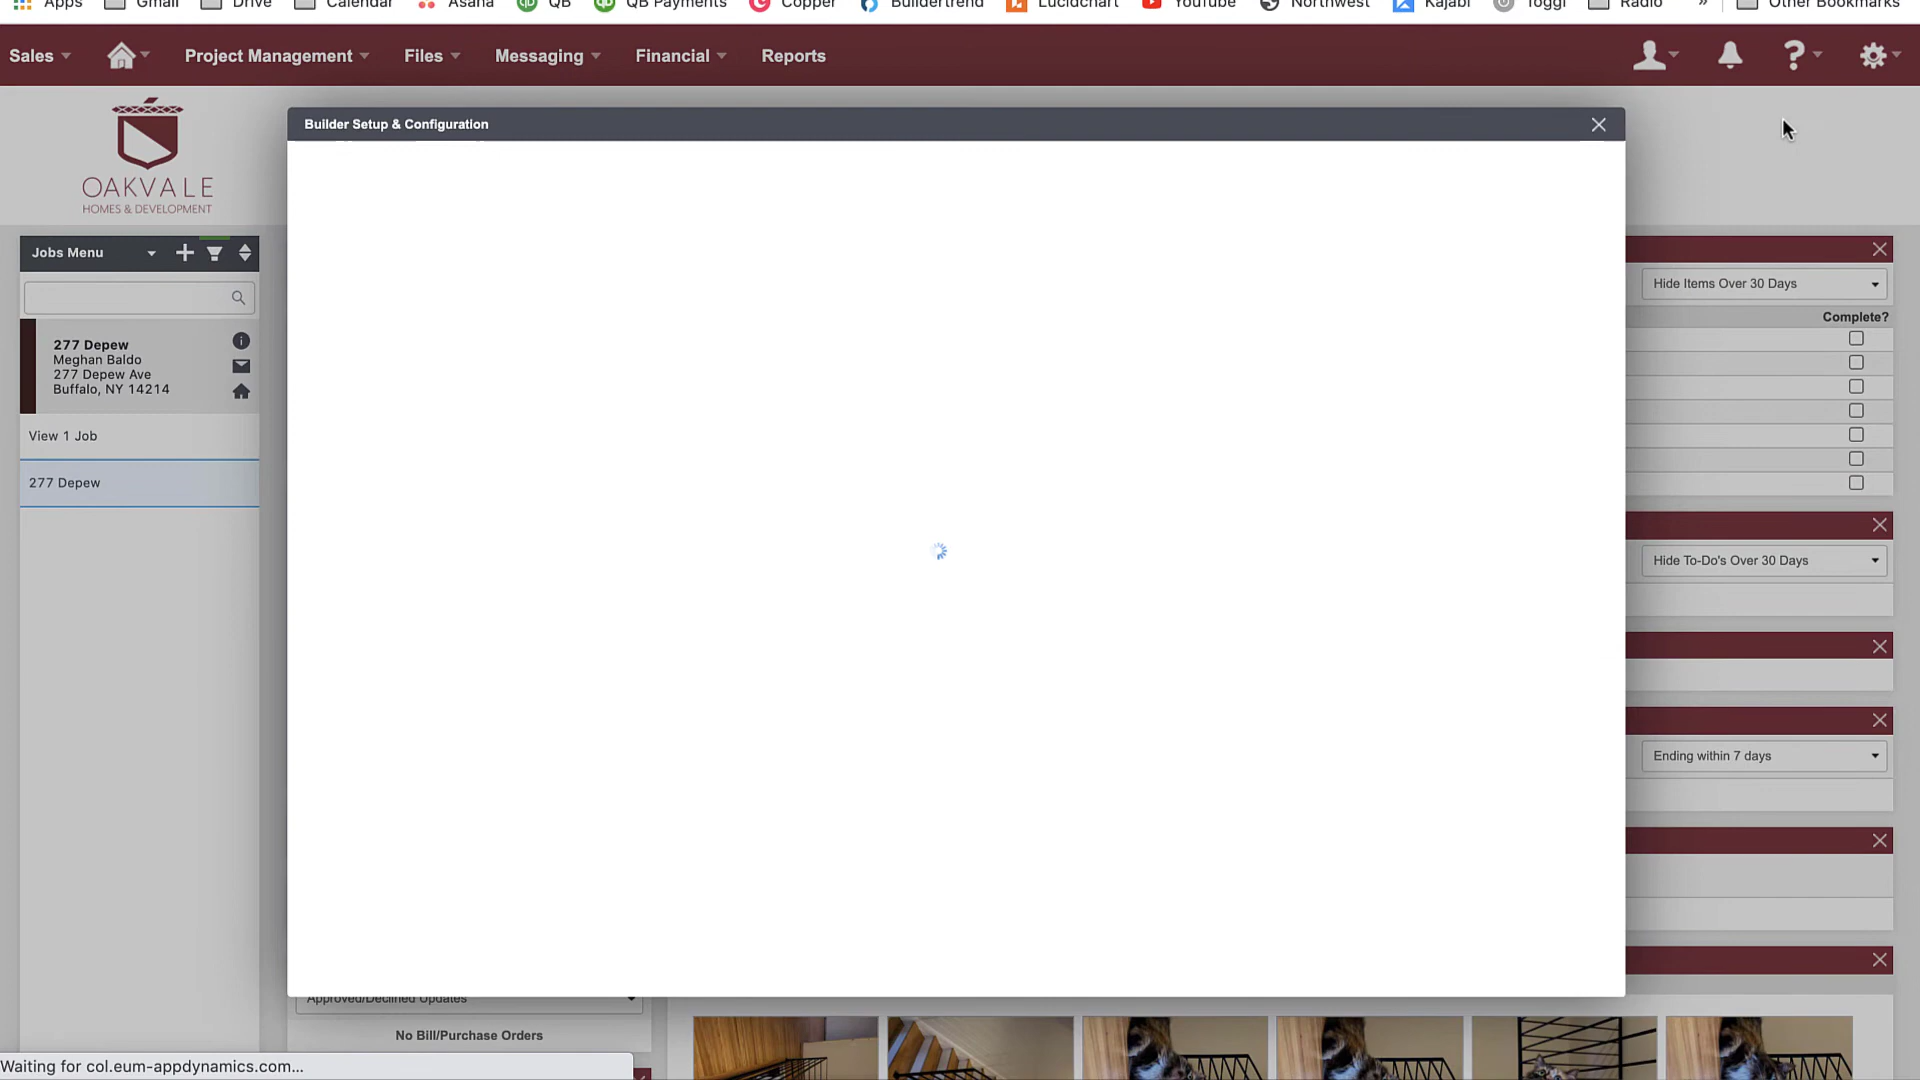 Apps Gmail Drive Calendar Asana QB QB Payments Copper Buildertrend Lucidchart YouTube Northwest Kajabi Toggl Radio » Other Bookmarks
Sales Project Management Files Messaging Financial Reports ?
OAKVALE
HOMES & DEVELOPMENT
Builder Setup & Configuration
Jobs Menu
277 Depew
Meghan Baldo
277 Depew Ave
Buffalo, NY 14214
View 1 Job
277 Depew
Hide Items Over 30 Days
Complete?
Hide To-Do's Over 30 Days
Ending within 7 days
Approved/Declined Updates
No Bill/Purchase Orders
Waiting for col.eum-appdynamics.com...